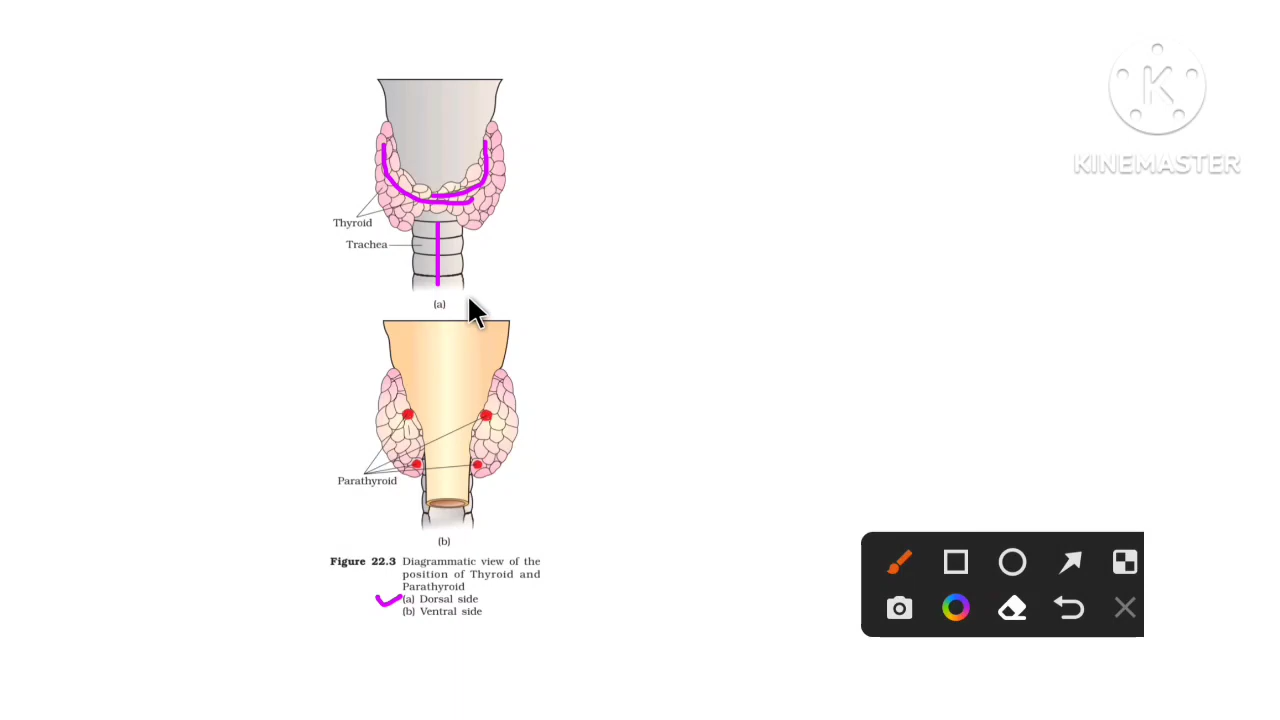 KINEMASTER
Thyroid
Trachea
(a)
Parathyroid
(b)
Figure 22.3 Diagrammatic view of the
position of Thyroid and
Parathyroid
(a) Dorsal side
(b) Ventral side